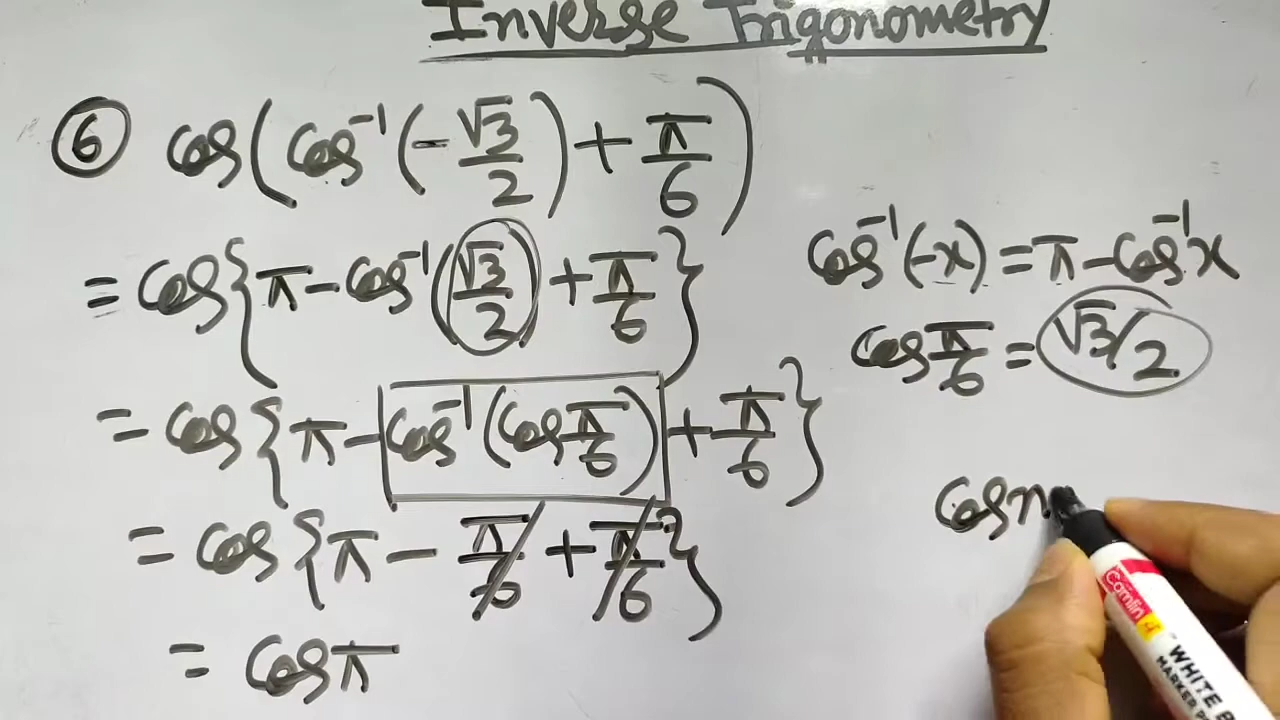 Inverse Trigonometry
⑥ cos(cos⁻¹(-√3/2) + π/6)
= cos{π - cos⁻¹(√3/2) + π/6}
= cos{π - cos⁻¹(cos π/6) + π/6}
= cos{π - π/6 + π/6}
= cos π
cos⁻¹(-x) = π - cos⁻¹x
cos π/6 = √3/2
cos n
Camlin
WHITE B
MARKER P